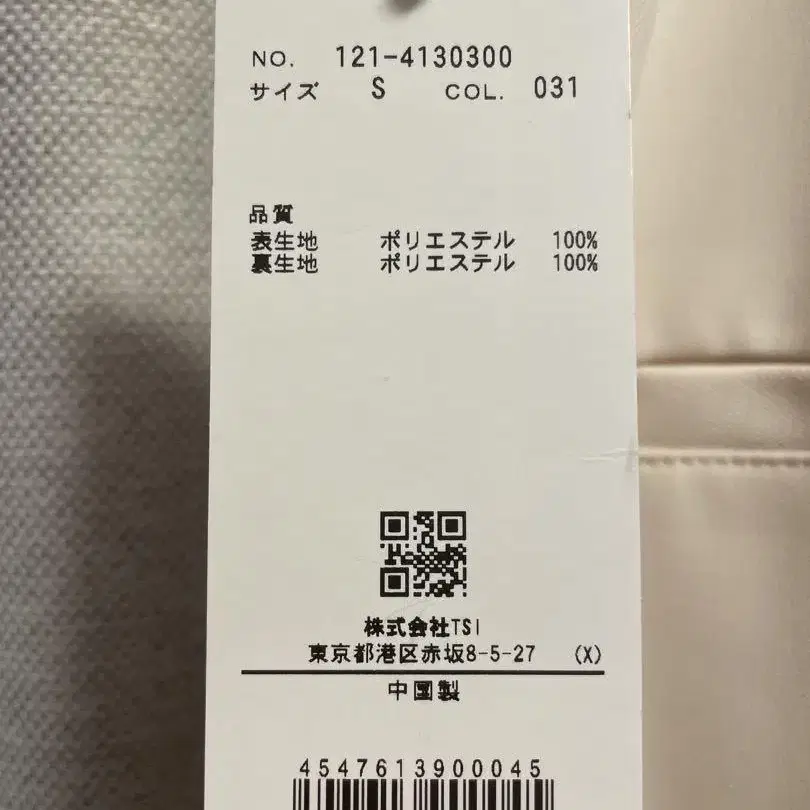 NO. 121-4130300
サイズ S COL. 031
品質
表生地 ポリエステル 100%
裏生地 ポリエステル 100%
株式会社TSI
東京都港区赤坂8-5-27 (X)
中国製
4547613900045